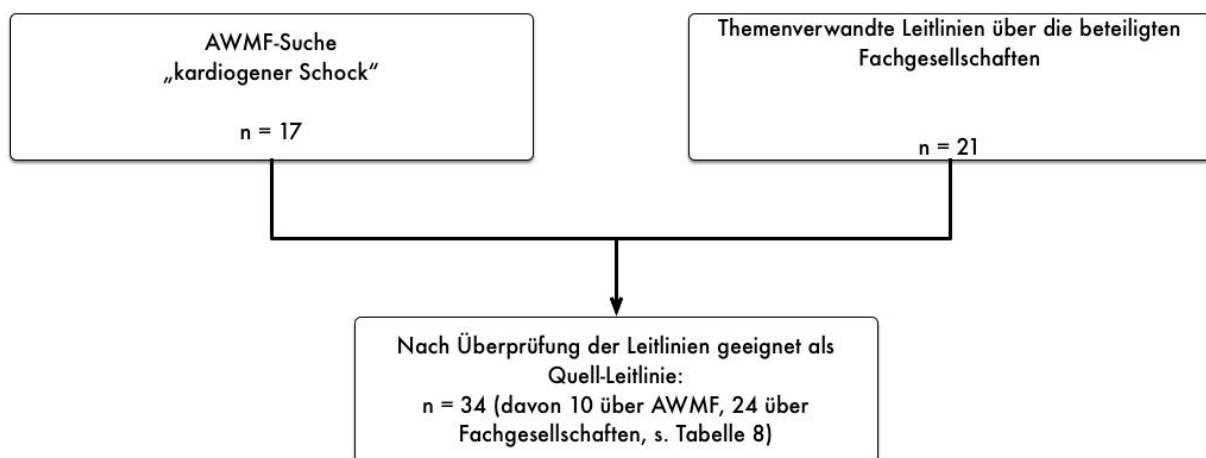 AWMF-Suche
„kardiogener Schock“
n = 17
Themenverwandte Leitlinien über die beteiligten
Fachgesellschaften
n = 21
Nach Überprüfung der Leitlinien geeignet als
Quell-Leitlinie:
n = 34 (davon 10 über AWMF, 24 über
Fachgesellschaften, s. Tabelle 8)